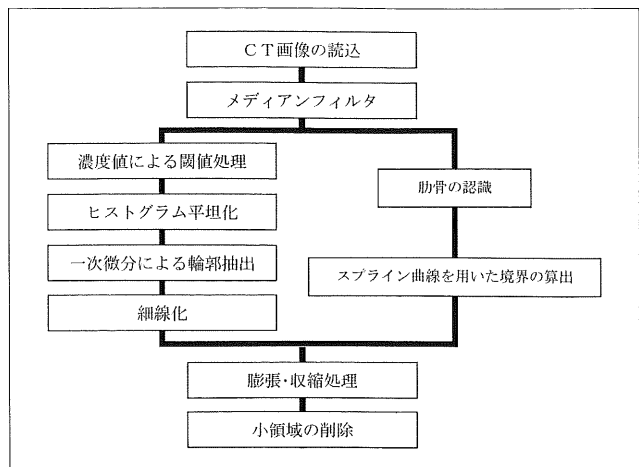 ＣＴ画像の読込
メディアンフィルタ
濃度値による閾値処理
ヒストグラム平坦化
一次微分による輪郭抽出
細線化
肋骨の認識
スプライン曲線を用いた境界の算出
膨張・収縮処理
小領域の削除